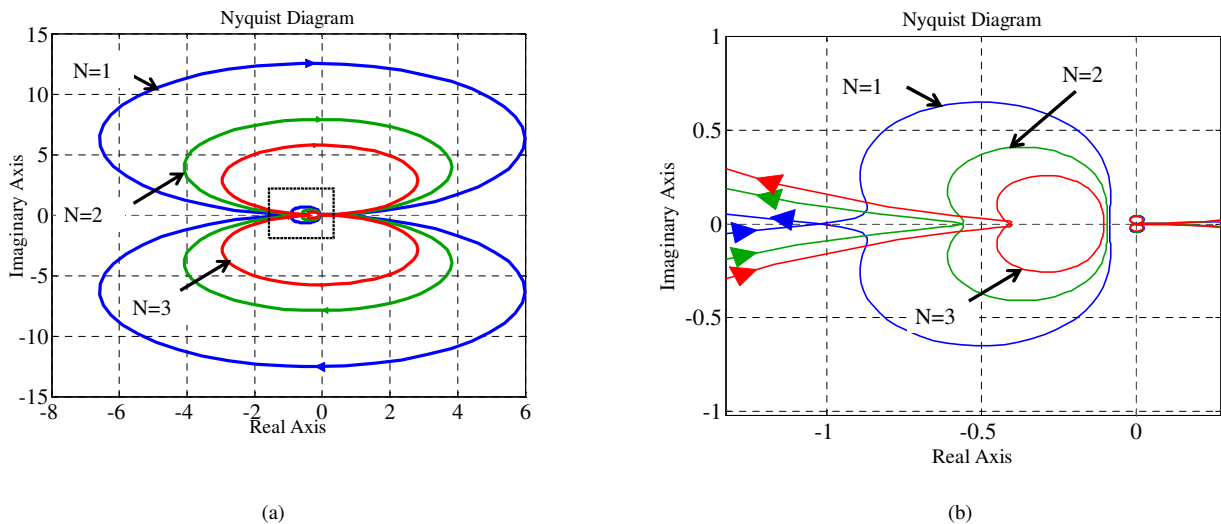 Nyquist Diagram
15
10
5
0
-5
-10
-15
-8
-6
-4
-2
0
2
4
6
Imaginary Axis
Real Axis
N=1
N=2
N=3
(a)
Nyquist Diagram
1
0.5
0
-0.5
-1
-1
-0.5
0
Imaginary Axis
Real Axis
N=1
N=2
N=3
(b)